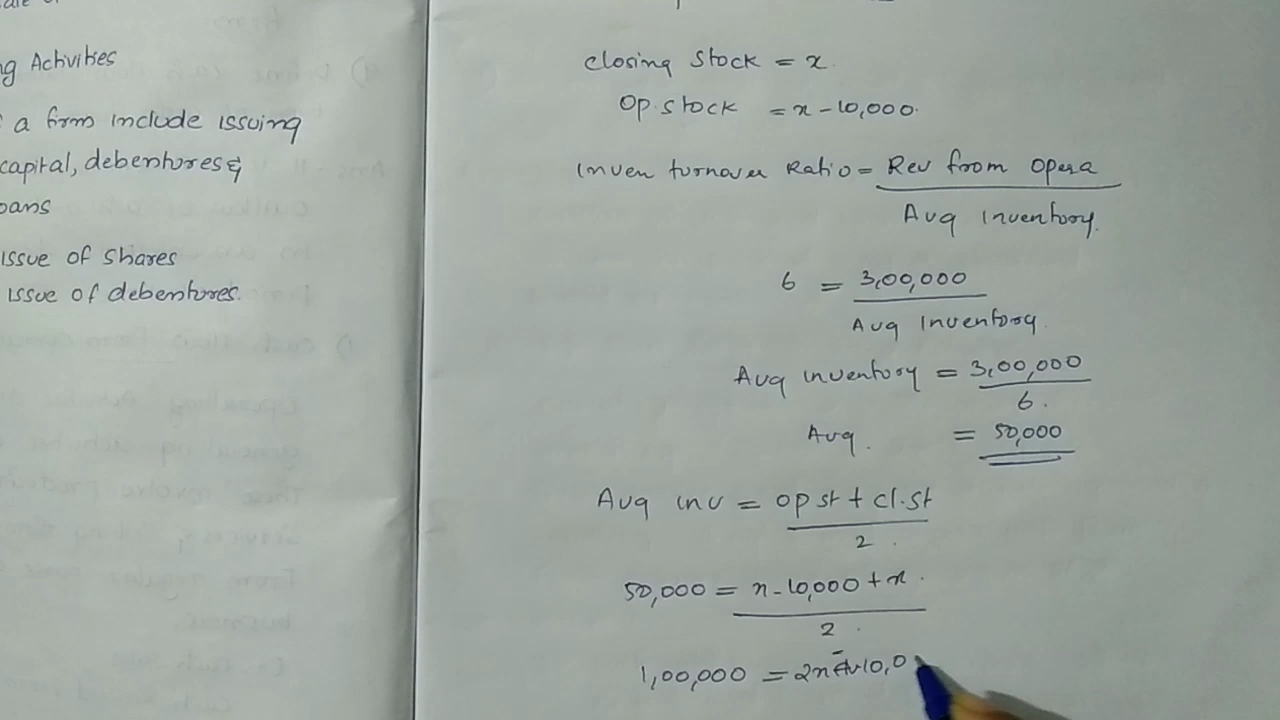 ng Activities
a firm include issuing
capital, debentures &
oans
issue of shares
issue of debentures.
closing stock = x.
Op. stock = x - 10,000.
Inven turnover Ratio = Rev from Opera
Avg inventory.
6 = 3,00,000
Avg Inventory.
Avg inventory = 3,00,000
6.
Avg. = 50,000
Avg inv = op st + cl. st
2.
50,000 = x - 10,000 + x.
2.
1,00,000 = 2x - 10,0